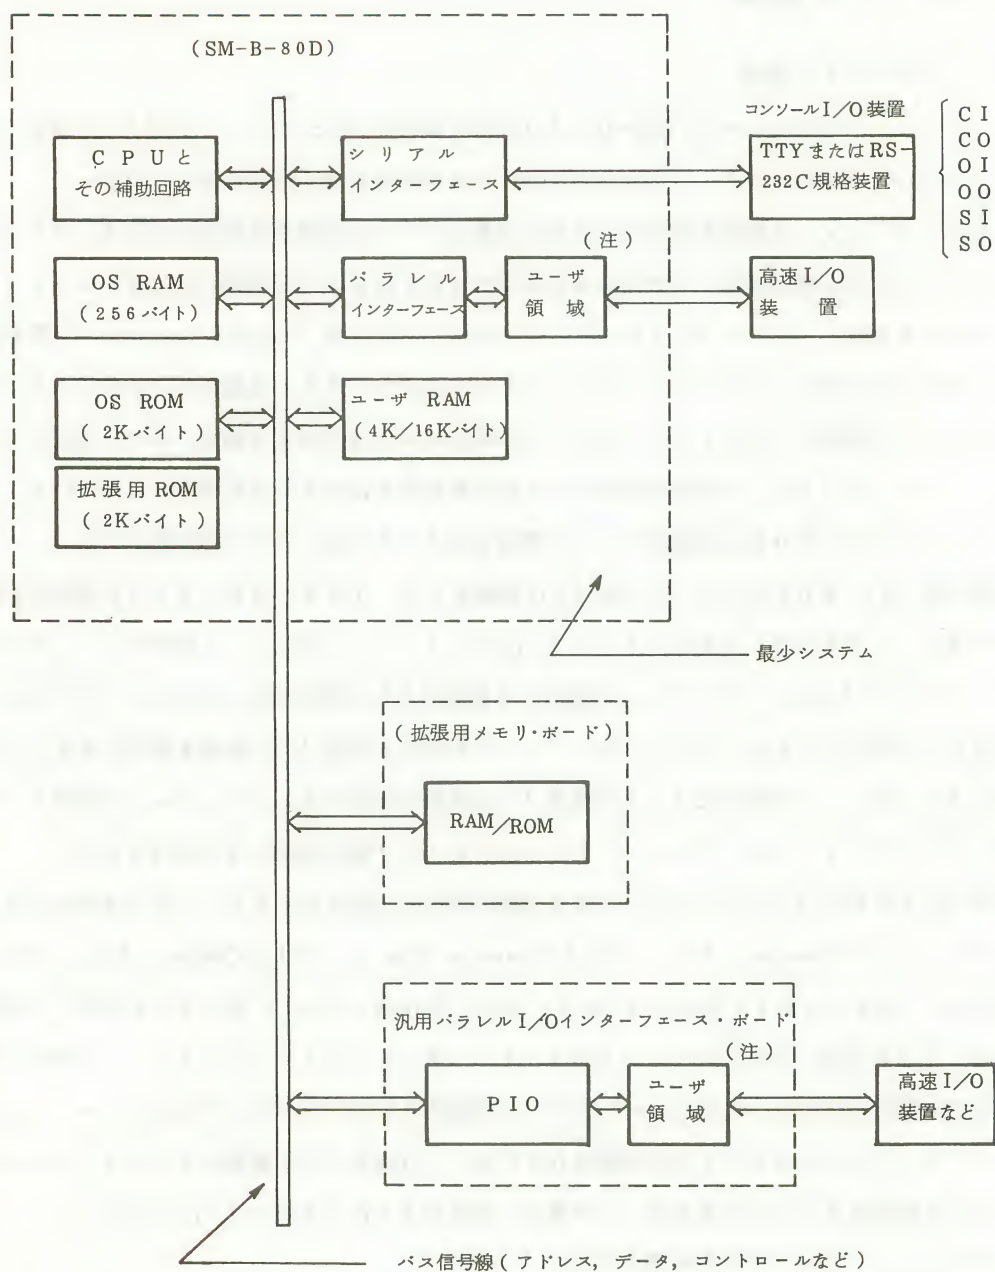 (SM-B-80D)
CPUと
その補助回路
シリアル
インターフェース
コンソールI/O装置
TTYまたはRS-
232C規格装置
CI
CO
OI
OO
SI
SO
OS RAM
(256バイト)
パラレル
インターフェース
(注)
ユーザ
領域
高速I/O
装置
OS ROM
(2Kバイト)
ユーザ RAM
(4K/16Kバイト)
拡張用 ROM
(2Kバイト)
最少システム
(拡張用メモリ・ボード)
RAM/ROM
汎用パラレルI/Oインターフェース・ボード
(注)
PIO
ユーザ
領域
高速I/O
装置など
バス信号線(アドレス,データ,コントロールなど)